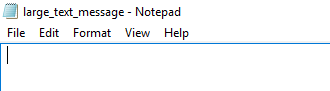 large_text_message - Notepad
File Edit Format View Help